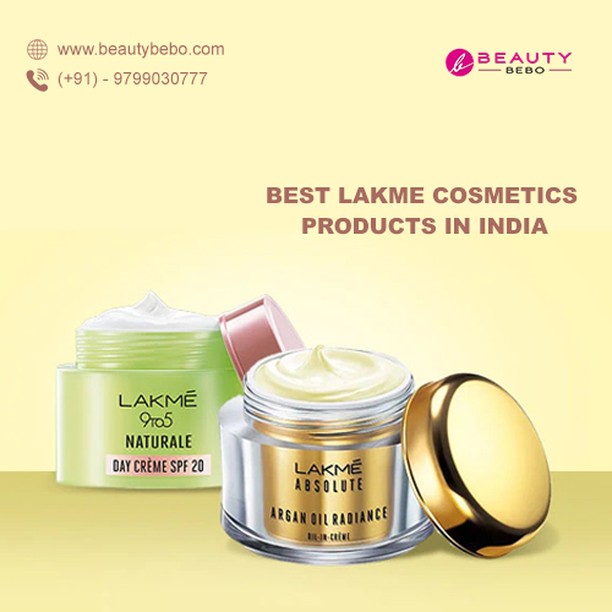 www.beautybebo.com
(+91) - 9799030777
b BEAUTY
BEBO
BEST LAKME COSMETICS
PRODUCTS IN INDIA
LAKMÉ
9to5
NATURALE
DAY CRÈME SPF 20
LAKMÉ
ABSOLUTE
ARGAN OIL RADIANCE
OIL-IN-CRÈME